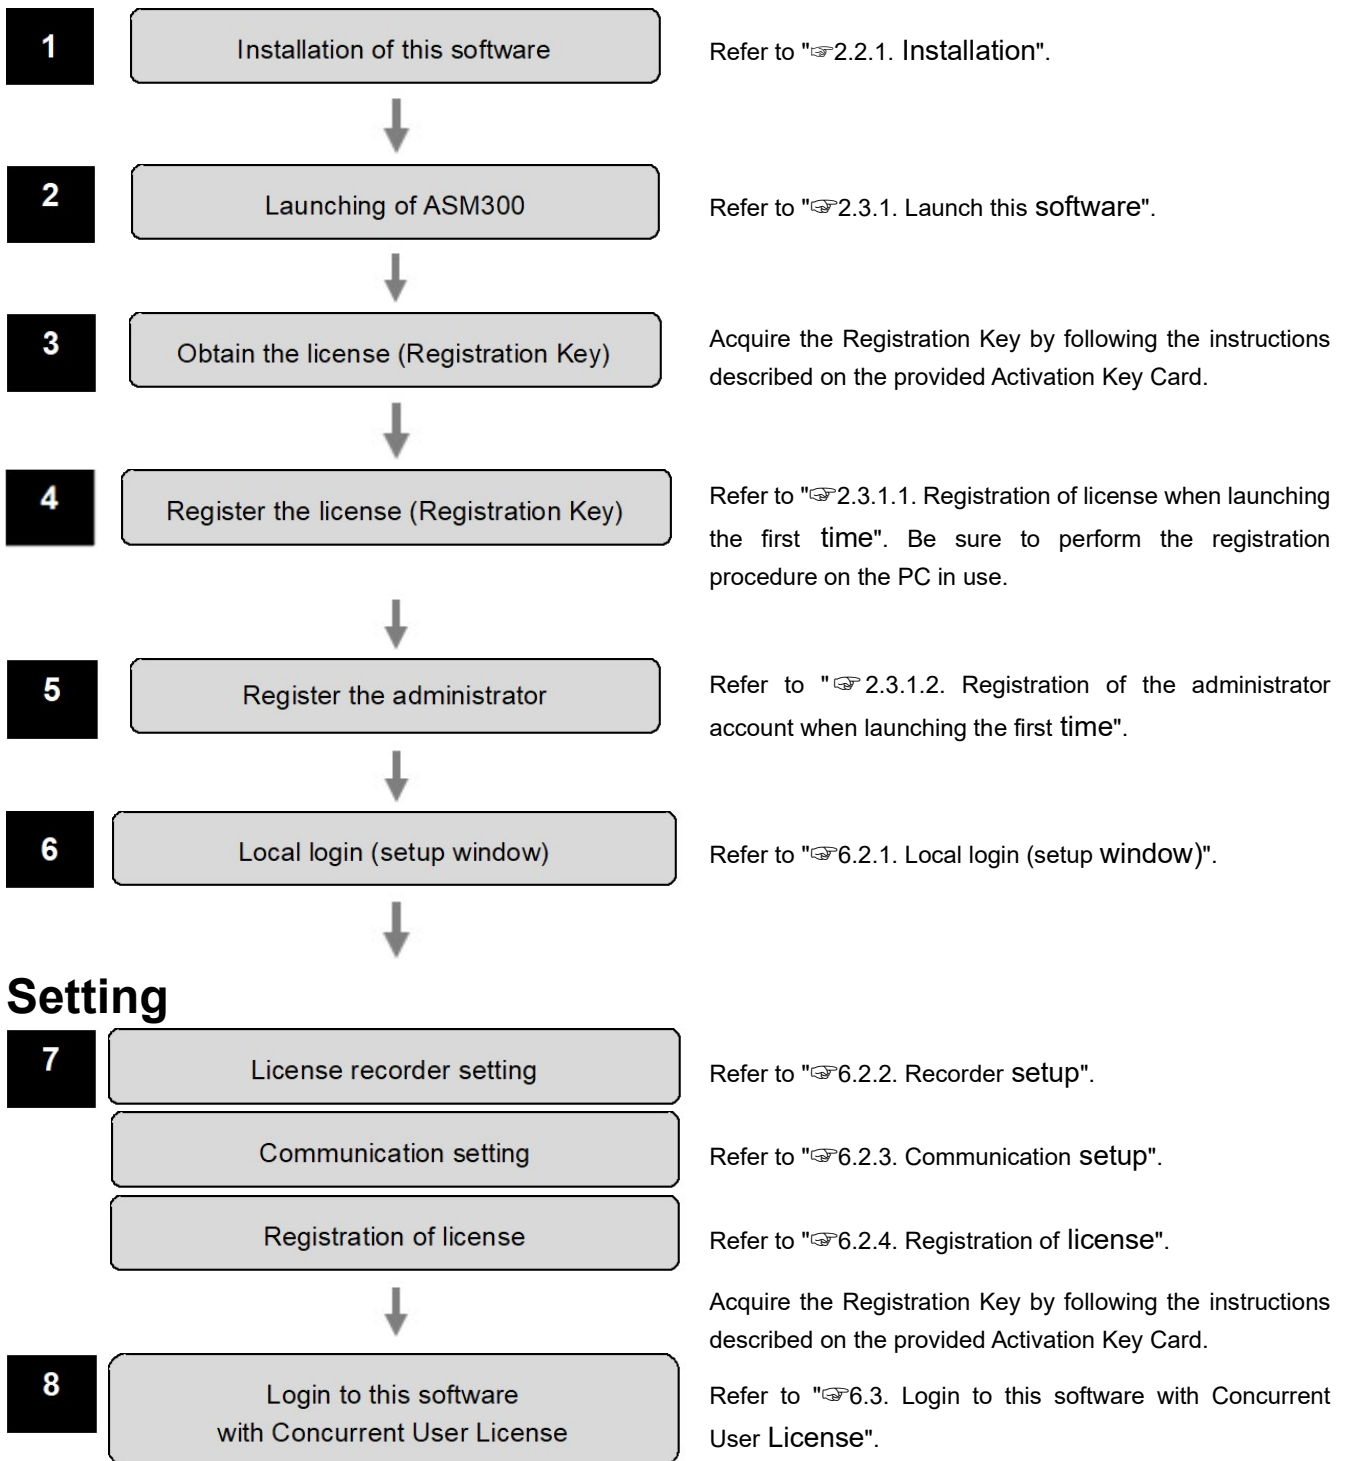 1
Installation of this software
Refer to "☞2.2.1. Installation".
2
Launching of ASM300
Refer to "☞2.3.1. Launch this software".
3
Obtain the license (Registration Key)
Acquire the Registration Key by following the instructions
described on the provided Activation Key Card.
4
Register the license (Registration Key)
Refer to "☞2.3.1.1. Registration of license when launching
the first time". Be sure to perform the registration
procedure on the PC in use.
5
Register the administrator
Refer to "☞2.3.1.2. Registration of the administrator
account when launching the first time".
6
Local login (setup window)
Refer to "☞6.2.1. Local login (setup window)".
Setting
7
License recorder setting
Refer to "☞6.2.2. Recorder setup".
Communication setting
Refer to "☞6.2.3. Communication setup".
Registration of license
Refer to "☞6.2.4. Registration of license".
Acquire the Registration Key by following the instructions
described on the provided Activation Key Card.
8
Login to this software
with Concurrent User License
Refer to "☞6.3. Login to this software with Concurrent
User License".